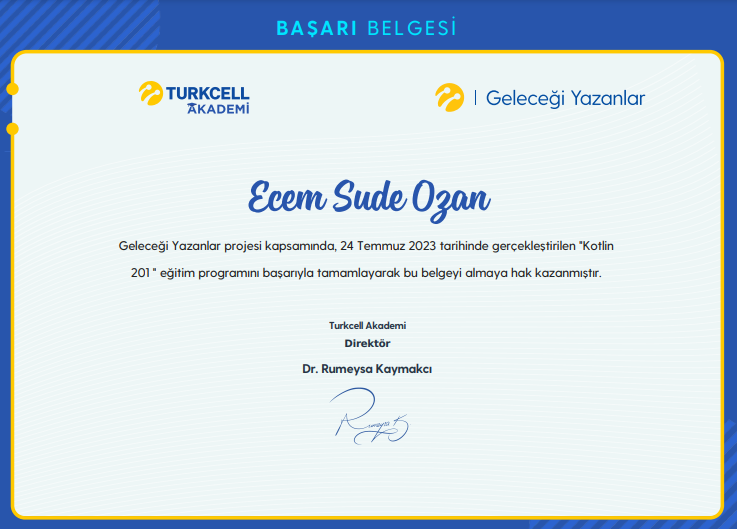 BAŞARI BELGESİ
TURKCELL
AKADEMİ
Geleceği Yazanlar
Ecem Sude Ozan
Geleceği Yazanlar projesi kapsamında, 24 Temmuz 2023 tarihinde gerçekleştirilen "Kotlin
201 " eğitim programını başarıyla tamamlayarak bu belgeyi almaya hak kazanmıştır.
Turkcell Akademi
Direktör
Dr. Rumeysa Kaymakcı
Rumeysa K